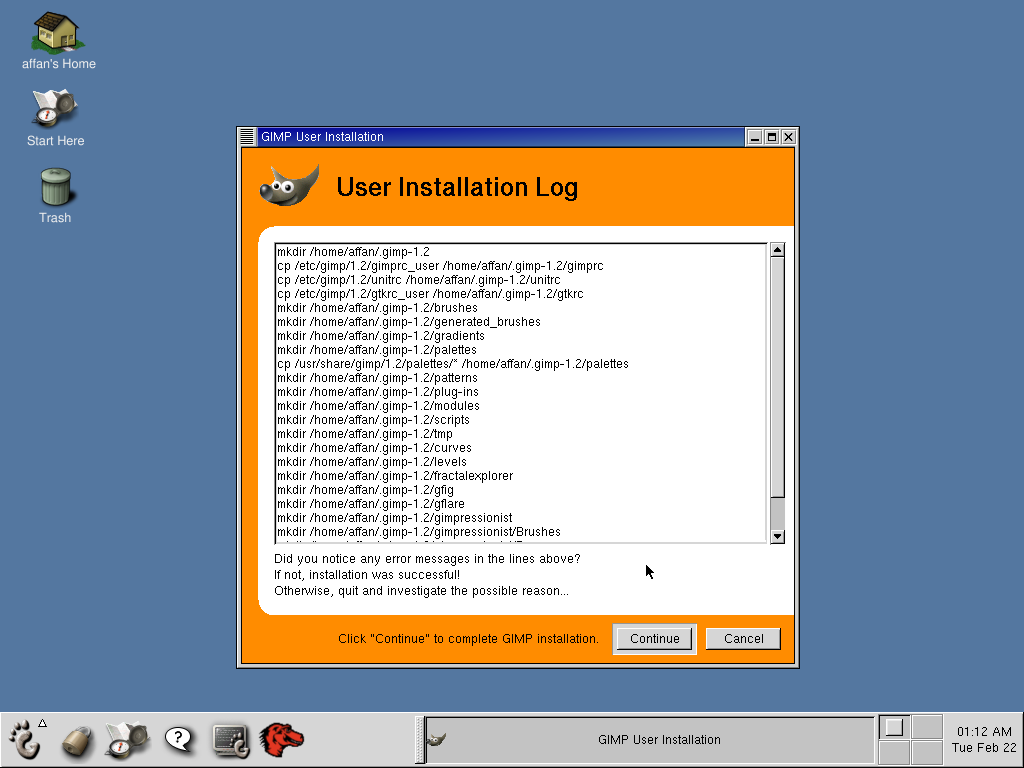 affan's Home
Start Here
Trash
GIMP User Installation
User Installation Log
mkdir /home/affan/.gimp-1.2
cp /etc/gimp/1.2/gimprc_user /home/affan/.gimp-1.2/gimprc
cp /etc/gimp/1.2/unitrc /home/affan/.gimp-1.2/unitrc
cp /etc/gimp/1.2/gtkrc_user /home/affan/.gimp-1.2/gtkrc
mkdir /home/affan/.gimp-1.2/brushes
mkdir /home/affan/.gimp-1.2/generated_brushes
mkdir /home/affan/.gimp-1.2/gradients
mkdir /home/affan/.gimp-1.2/palettes
cp /usr/share/gimp/1.2/palettes/* /home/affan/.gimp-1.2/palettes
mkdir /home/affan/.gimp-1.2/patterns
mkdir /home/affan/.gimp-1.2/plug-ins
mkdir /home/affan/.gimp-1.2/modules
mkdir /home/affan/.gimp-1.2/scripts
mkdir /home/affan/.gimp-1.2/tmp
mkdir /home/affan/.gimp-1.2/curves
mkdir /home/affan/.gimp-1.2/levels
mkdir /home/affan/.gimp-1.2/fractalexplorer
mkdir /home/affan/.gimp-1.2/gfig
mkdir /home/affan/.gimp-1.2/gflare
mkdir /home/affan/.gimp-1.2/gimpressionist
mkdir /home/affan/.gimp-1.2/gimpressionist/Brushes
Did you notice any error messages in the lines above?
If not, installation was successful!
Otherwise, quit and investigate the possible reason...
Click "Continue" to complete GIMP installation.
Continue
Cancel
GIMP User Installation
01:12 AM
Tue Feb 22